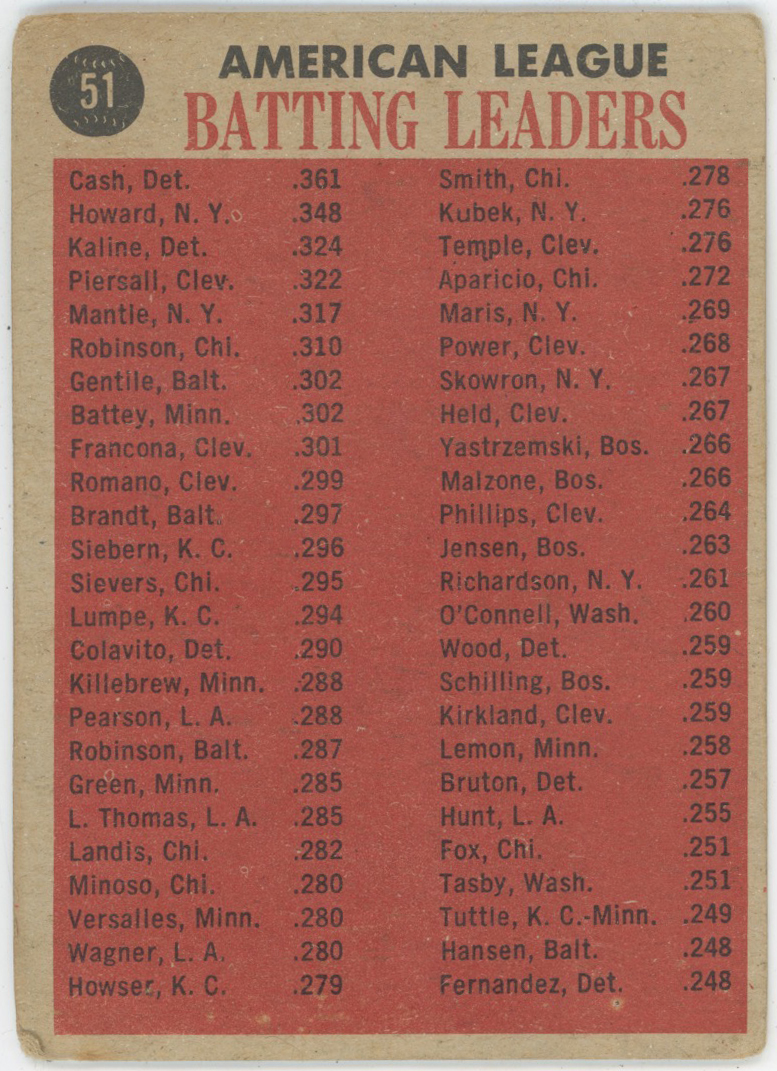 51
AMERICAN LEAGUE
BATTING LEADERS
Cash, Det. .361
Howard, N. Y. .348
Kaline, Det. .324
Piersall, Clev. .322
Mantle, N. Y. .317
Robinson, Chi. .310
Gentile, Balt. .302
Battey, Minn. .302
Francona, Clev. .301
Romano, Clev. .299
Brandt, Balt. .297
Siebern, K. C. .296
Sievers, Chi. .295
Lumpe, K. C. .294
Colavito, Det. .290
Killebrew, Minn. .288
Pearson, L. A. .288
Robinson, Balt. .287
Green, Minn. .285
L. Thomas, L. A. .285
Landis, Chi. .282
Minoso, Chi. .280
Versalles, Minn. .280
Wagner, L. A. .280
Howser, K. C. .279
Smith, Chi. .278
Kubek, N. Y. .276
Temple, Clev. .276
Aparicio, Chi. .272
Maris, N. Y. .269
Power, Clev. .268
Skowron, N. Y. .267
Held, Clev. .267
Yastrzemski, Bos. .266
Malzone, Bos. .266
Phillips, Clev. .264
Jensen, Bos. .263
Richardson, N. Y. .261
O'Connell, Wash. .260
Wood, Det. .259
Schilling, Bos. .259
Kirkland, Clev. .259
Lemon, Minn. .258
Bruton, Det. .257
Hunt, L. A. .255
Fox, Chi. .251
Tasby, Wash. .251
Tuttle, K. C.-Minn. .249
Hansen, Balt. .248
Fernandez, Det. .248